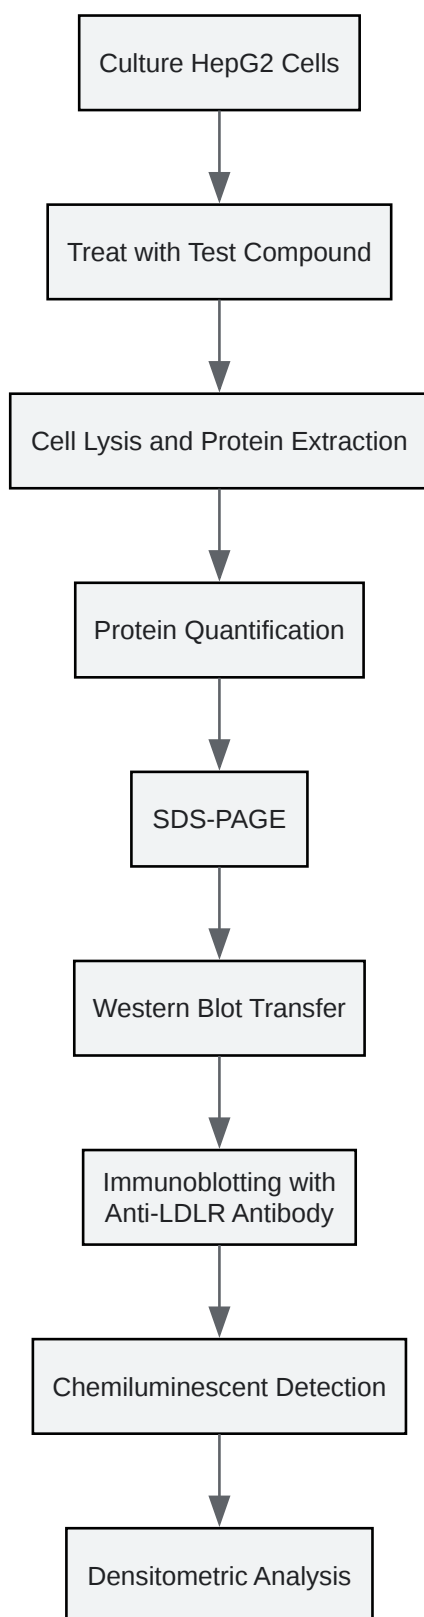 Culture HepG2 Cells
Treat with Test Compound
Cell Lysis and Protein Extraction
Protein Quantification
SDS-PAGE
Western Blot Transfer
Immunoblotting with
Anti-LDLR Antibody
Chemiluminescent Detection
Densitometric Analysis